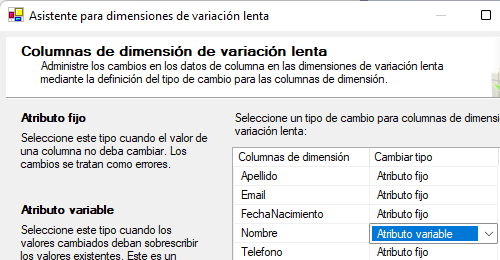 Asistente para dimensiones de variación lenta
Columnas de dimensión de variación lenta
Administre los cambios en los datos de columna en las dimensiones de variación lenta
mediante la definición del tipo de cambio para las columnas de dimensión.
Atributo fijo
Seleccione este tipo cuando el valor de
una columna no deba cambiar. Los
cambios se tratan como errores.
Atributo variable
Seleccione este tipo cuando los
valores cambiados deban sobrescribir
los valores existentes. Este es un
Seleccione un tipo de cambio para columnas de dimensión
variación lenta:
Columnas de dimensión Cambiar tipo
Apellido Atributo fijo
Email Atributo fijo
FechaNacimiento Atributo fijo
Nombre Atributo variable
Telefono Atributo fijo